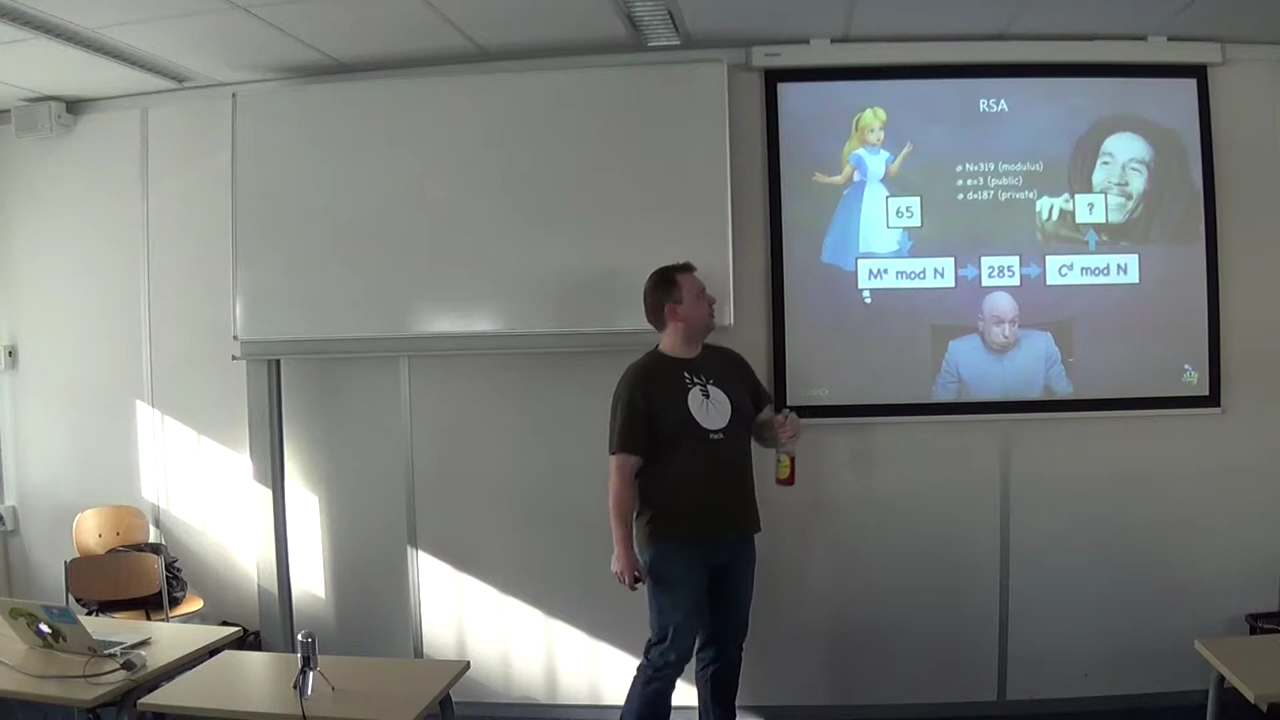 RSA
N=319 (modulus)
e=3 (public)
d=187 (private)
65
?
Mᵉ mod N
285
Cᵈ mod N